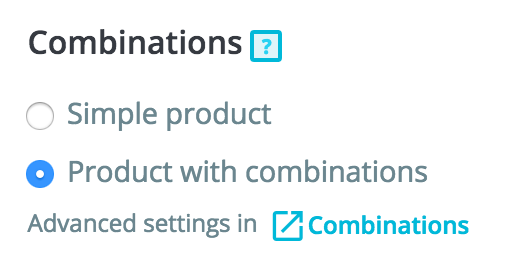 Combinations ?
Simple product
Product with combinations
Advanced settings in Combinations